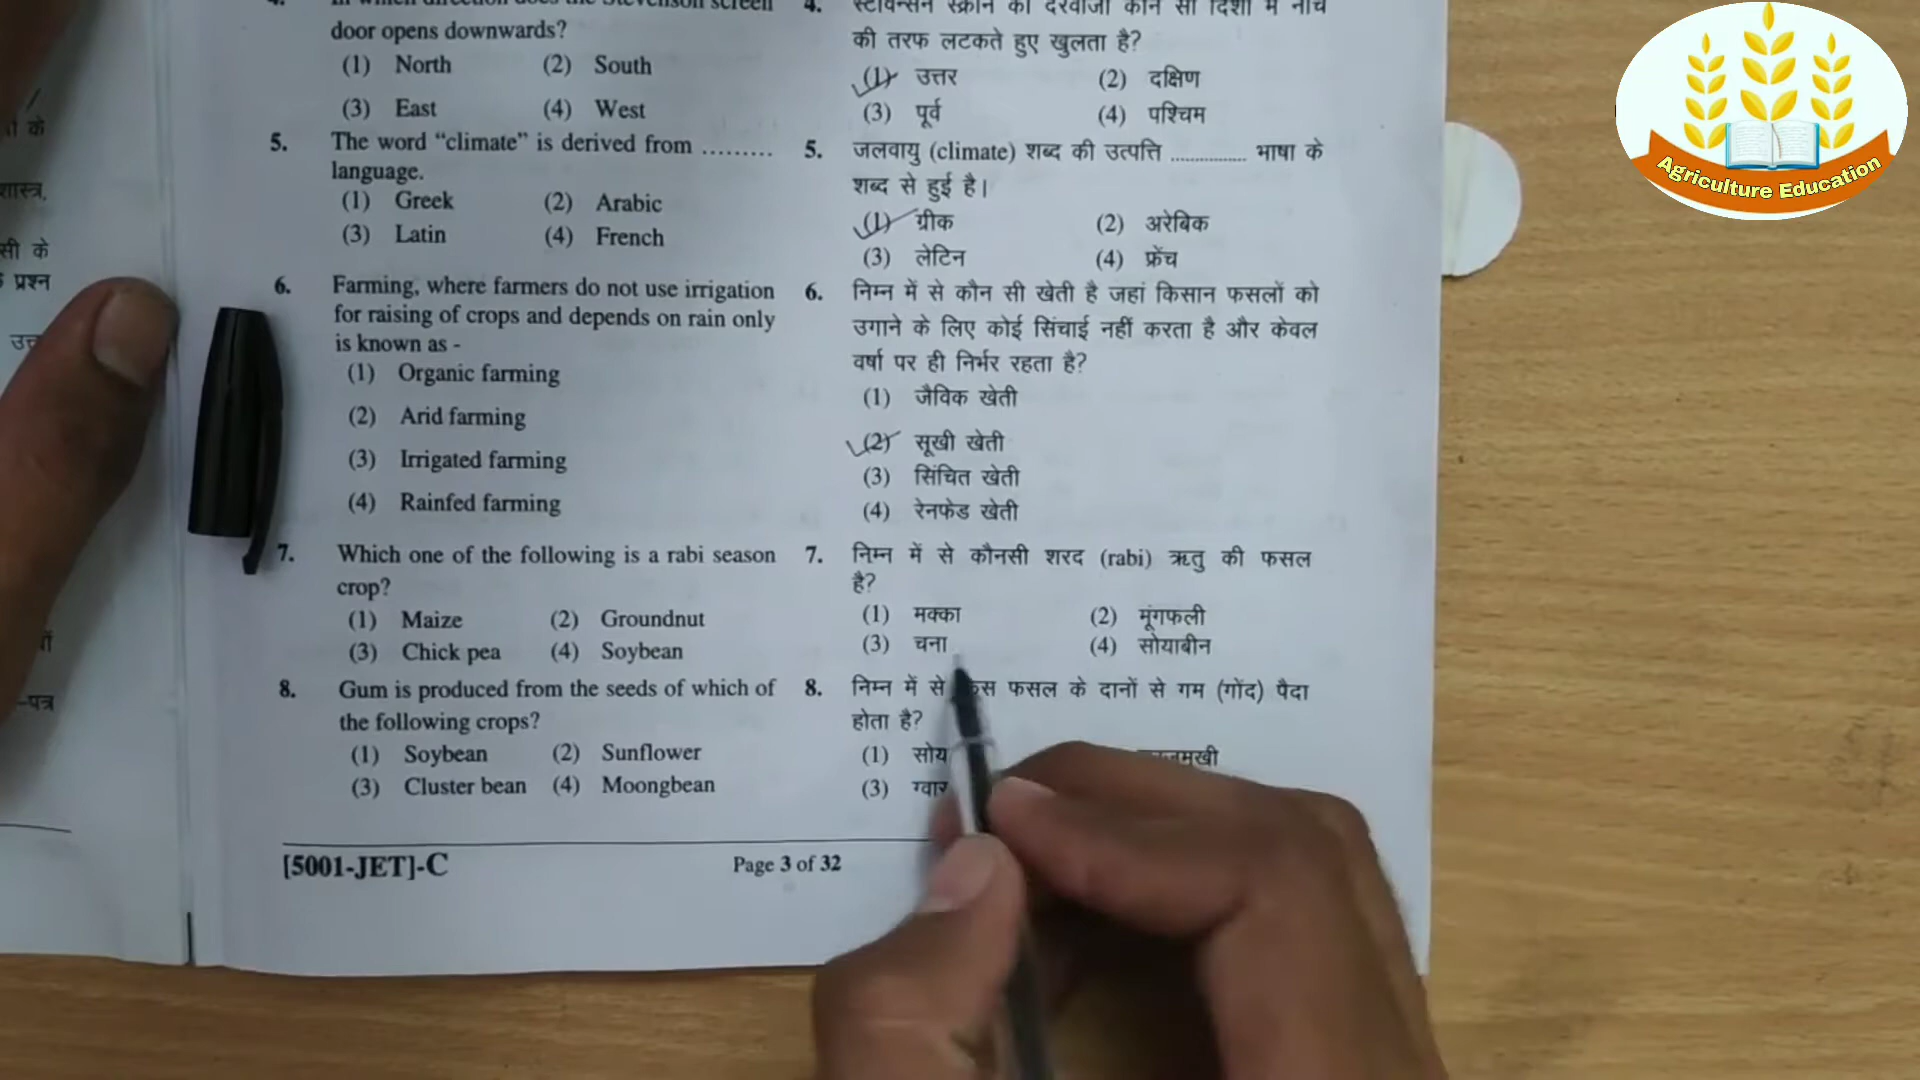 door opens downwards?
(1) North (2) South
(3) East (4) West
5. The word “climate” is derived from .........
language.
(1) Greek (2) Arabic
(3) Latin (4) French
6. Farming, where farmers do not use irrigation
for raising of crops and depends on rain only
is known as -
(1) Organic farming
(2) Arid farming
(3) Irrigated farming
(4) Rainfed farming
7. Which one of the following is a rabi season
crop?
(1) Maize (2) Groundnut
(3) Chick pea (4) Soybean
8. Gum is produced from the seeds of which of
the following crops?
(1) Soybean (2) Sunflower
(3) Cluster bean (4) Moongbean
[5001-JET]-C Page 3 of 32
की तरफ लटकते हुए खुलता है?
(1) उत्तर (2) दक्षिण
(3) पूर्व (4) पश्चिम
5. जलवायु (climate) शब्द की उत्पत्ति ............... भाषा के
शब्द से हुई है।
(1) ग्रीक (2) अरेबिक
(3) लेटिन (4) फ्रेंच
6. निम्न में से कौन सी खेती है जहां किसान फसलों को
उगाने के लिए कोई सिंचाई नहीं करता है और केवल
वर्षा पर ही निर्भर रहता है?
(1) जैविक खेती
(2) सूखी खेती
(3) सिंचित खेती
(4) रेनफेड खेती
7. निम्न में से कौनसी शरद (rabi) ऋतु की फसल
है?
(1) मक्का (2) मूंगफली
(3) चना (4) सोयाबीन
8. निम्न में से फसल के दानों से गम (गोंद) पैदा
होता है?
(1)
(3) ग्वार
के
शास्त्र,
सी के
प्रश्न
-पत्र
Agriculture Education